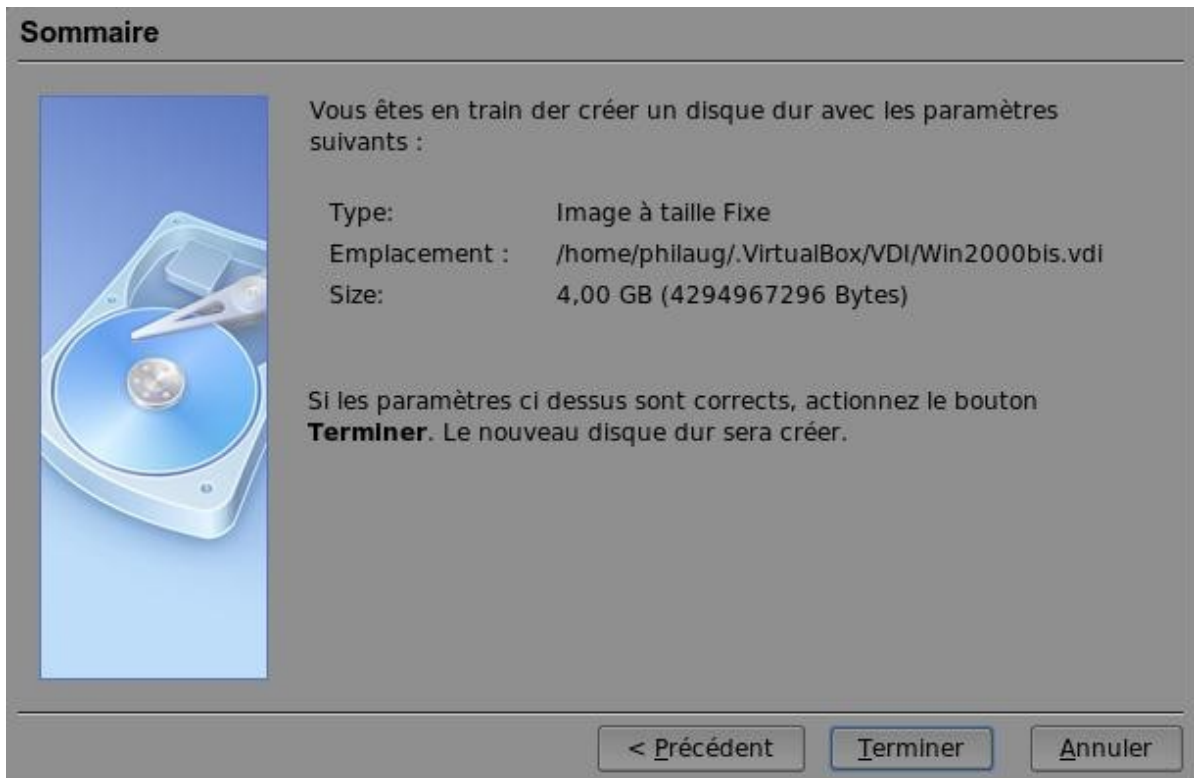 Sommaire
Vous êtes en train der créer un disque dur avec les paramètres
suivants :
Type: Image à taille Fixe
Emplacement : /home/philaug/.VirtualBox/VDI/Win2000bis.vdi
Size: 4,00 GB (4294967296 Bytes)
Si les paramètres ci dessus sont corrects, actionnez le bouton
Terminer. Le nouveau disque dur sera créer.
< Précédent Terminer Annuler